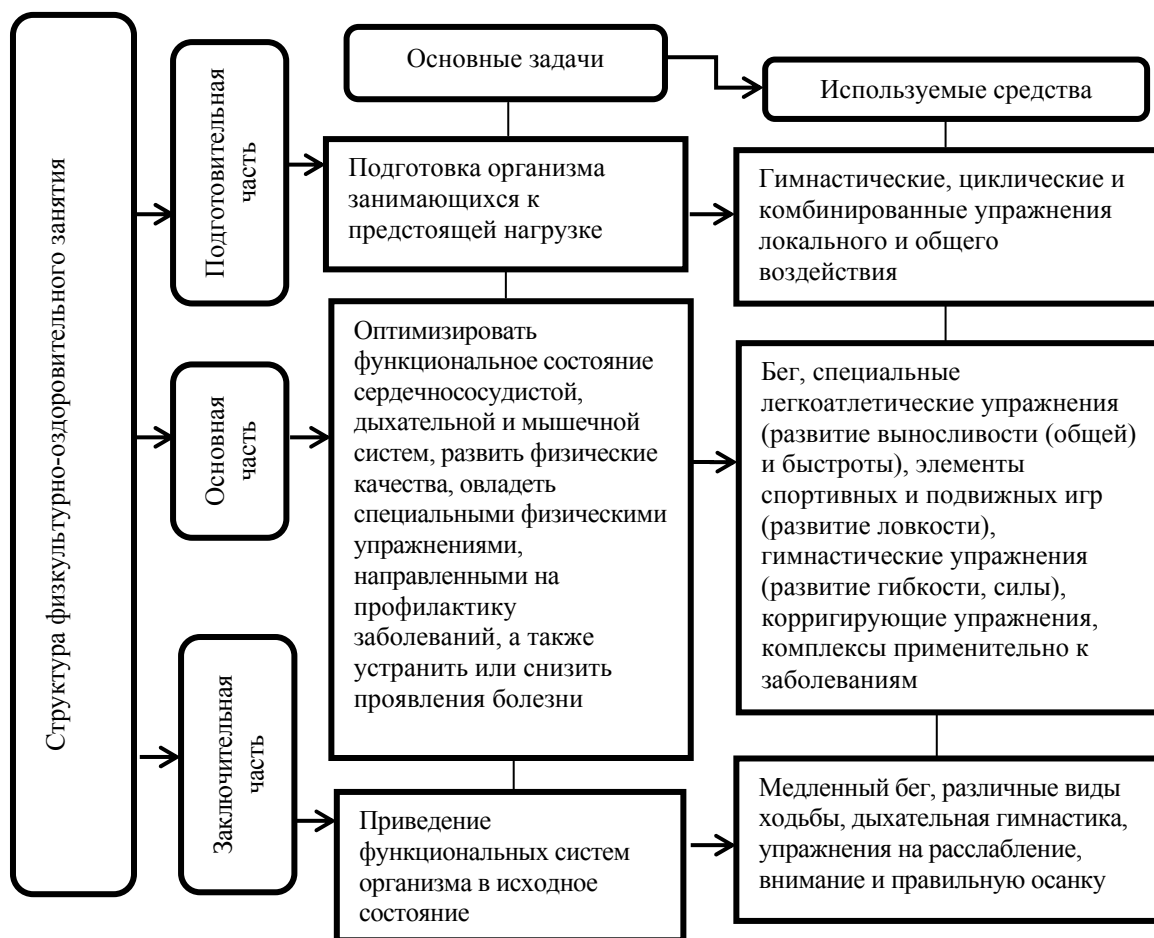 Структура физкультурно-оздоровительного занятия
Основные задачи
Используемые средства
Подготовительная
часть
Подготовка организма
занимающихся к
предстоящей нагрузке
Гимнастические, циклические и
комбинированные упражнения
локального и общего
воздействия
Основная
часть
Оптимизировать
функциональное состояние
сердечнососудистой,
дыхательной и мышечной
систем, развить физические
качества, овладеть
специальными физическими
упражнениями,
направленными на
профилактику
заболеваний, а также
устранить или снизить
проявления болезни
Бег, специальные
легкоатлетические упражнения
(развитие выносливости (общей)
и быстроты), элементы
спортивных и подвижных игр
(развитие ловкости),
гимнастические упражнения
(развитие гибкости, силы),
корригирующие упражнения,
комплексы применительно к
заболеваниям
Заключительная
часть
Приведение
функциональных систем
организма в исходное
состояние
Медленный бег, различные виды
ходьбы, дыхательная гимнастика,
упражнения на расслабление,
внимание и правильную осанку